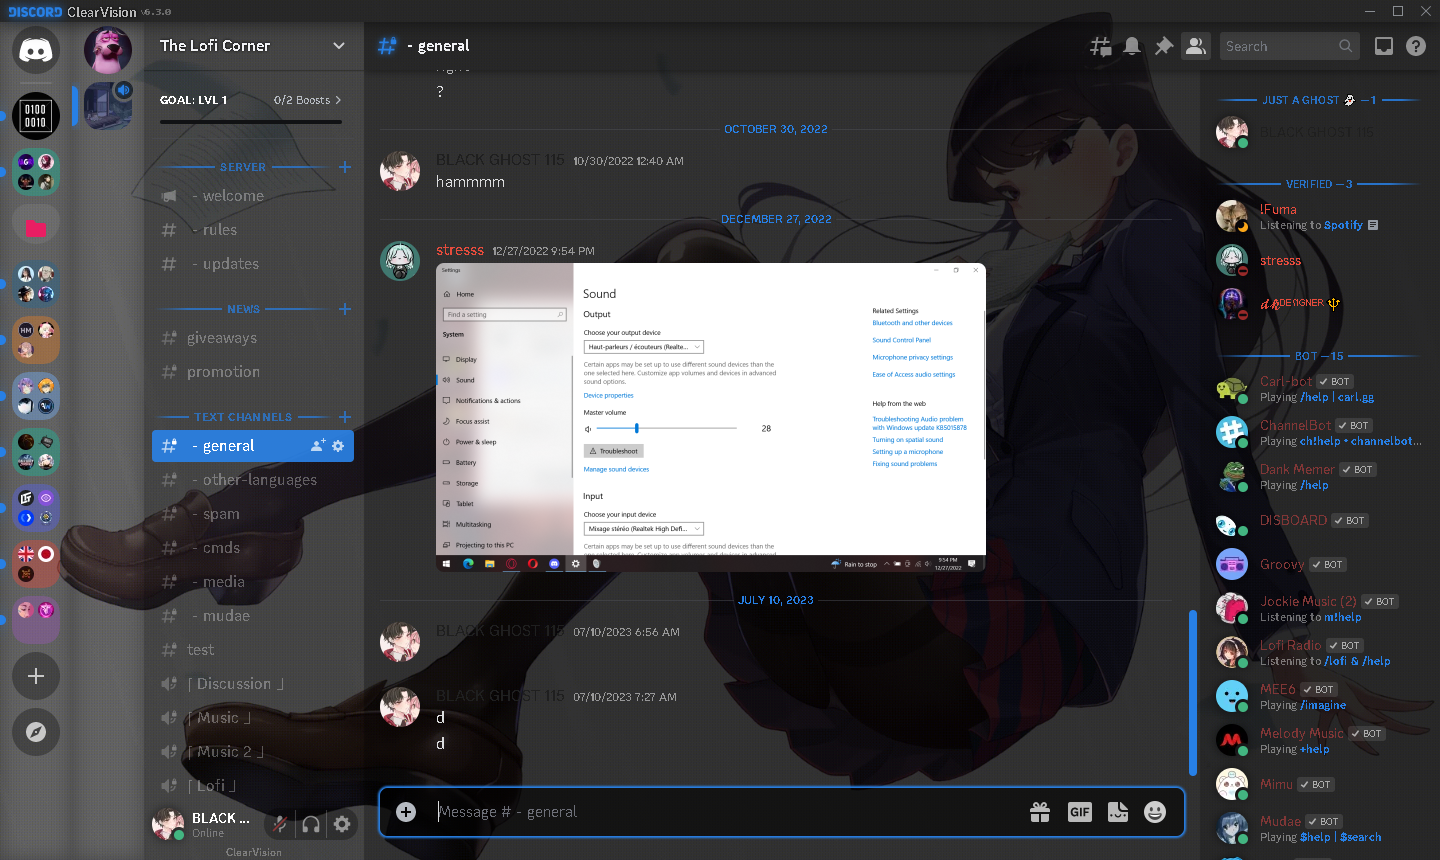 DISCORD ClearVision v6.3.0
The Lofi Corner
GOAL: LVL 1 0/2 Boosts
SERVER
- welcome
- rules
- updates
NEWS
giveaways
promotion
TEXT CHANNELS
- general
- other-languages
- spam
- cmds
- media
- mudae
test
「 Discussion 」
「 Music 」
「 Music 2 」
「 Lofi 」
BLACK ...
Online
ClearVision
0100
0010
HM
- general
Search
?
OCTOBER 30, 2022
BLACK GHOST 115 10/30/2022 12:40 AM
hammmm
DECEMBER 27, 2022
stresss 12/27/2022 9:54 PM
Settings
Home
Find a setting
System
Display
Sound
Notifications & actions
Focus assist
Power & sleep
Battery
Storage
Tablet
Multitasking
Projecting to this PC
Sound
Output
Choose your output device
Haut-parleurs / écouteurs (Realte...
Certain apps may be set up to use different sound devices than the
one selected here. Customize app volumes and devices in advanced
sound options.
Device properties
Master volume
28
Troubleshoot
Manage sound devices
Input
Choose your input device
Mixage stéréo (Realtek High Defi...
Certain apps may be set up to use different sound devices than the
Related Settings
Bluetooth and other devices
Sound Control Panel
Microphone privacy settings
Ease of Access audio settings
Help from the web
Troubleshooting Audio problem
with Windows update KB5015878
Turning on spatial sound
Setting up a microphone
Fixing sound problems
Rain to stop
9:54 PM
12/27/2022
JULY 10, 2023
BLACK GHOST 115 07/10/2023 6:56 AM
BLACK GHOST 115 07/10/2023 7:27 AM
d
d
Message # - general
GIF
JUST A GHOST 👻 — 1
BLACK GHOST 115
VERIFIED — 3
!Fuma
Listening to Spotify
stresss
DESIGNER
BOT — 15
Carl-bot BOT
Playing /help | carl.gg
ChannelBot BOT
Playing ch!help • channelbot...
Dank Memer BOT
Playing /help
DISBOARD BOT
Groovy BOT
Jockie Music (2) BOT
Listening to m!help
Lofi Radio BOT
Listening to /lofi & /help
MEE6 BOT
Playing /imagine
Melody Music BOT
Playing +help
Mimu BOT
Mudae BOT
Playing $help | $search